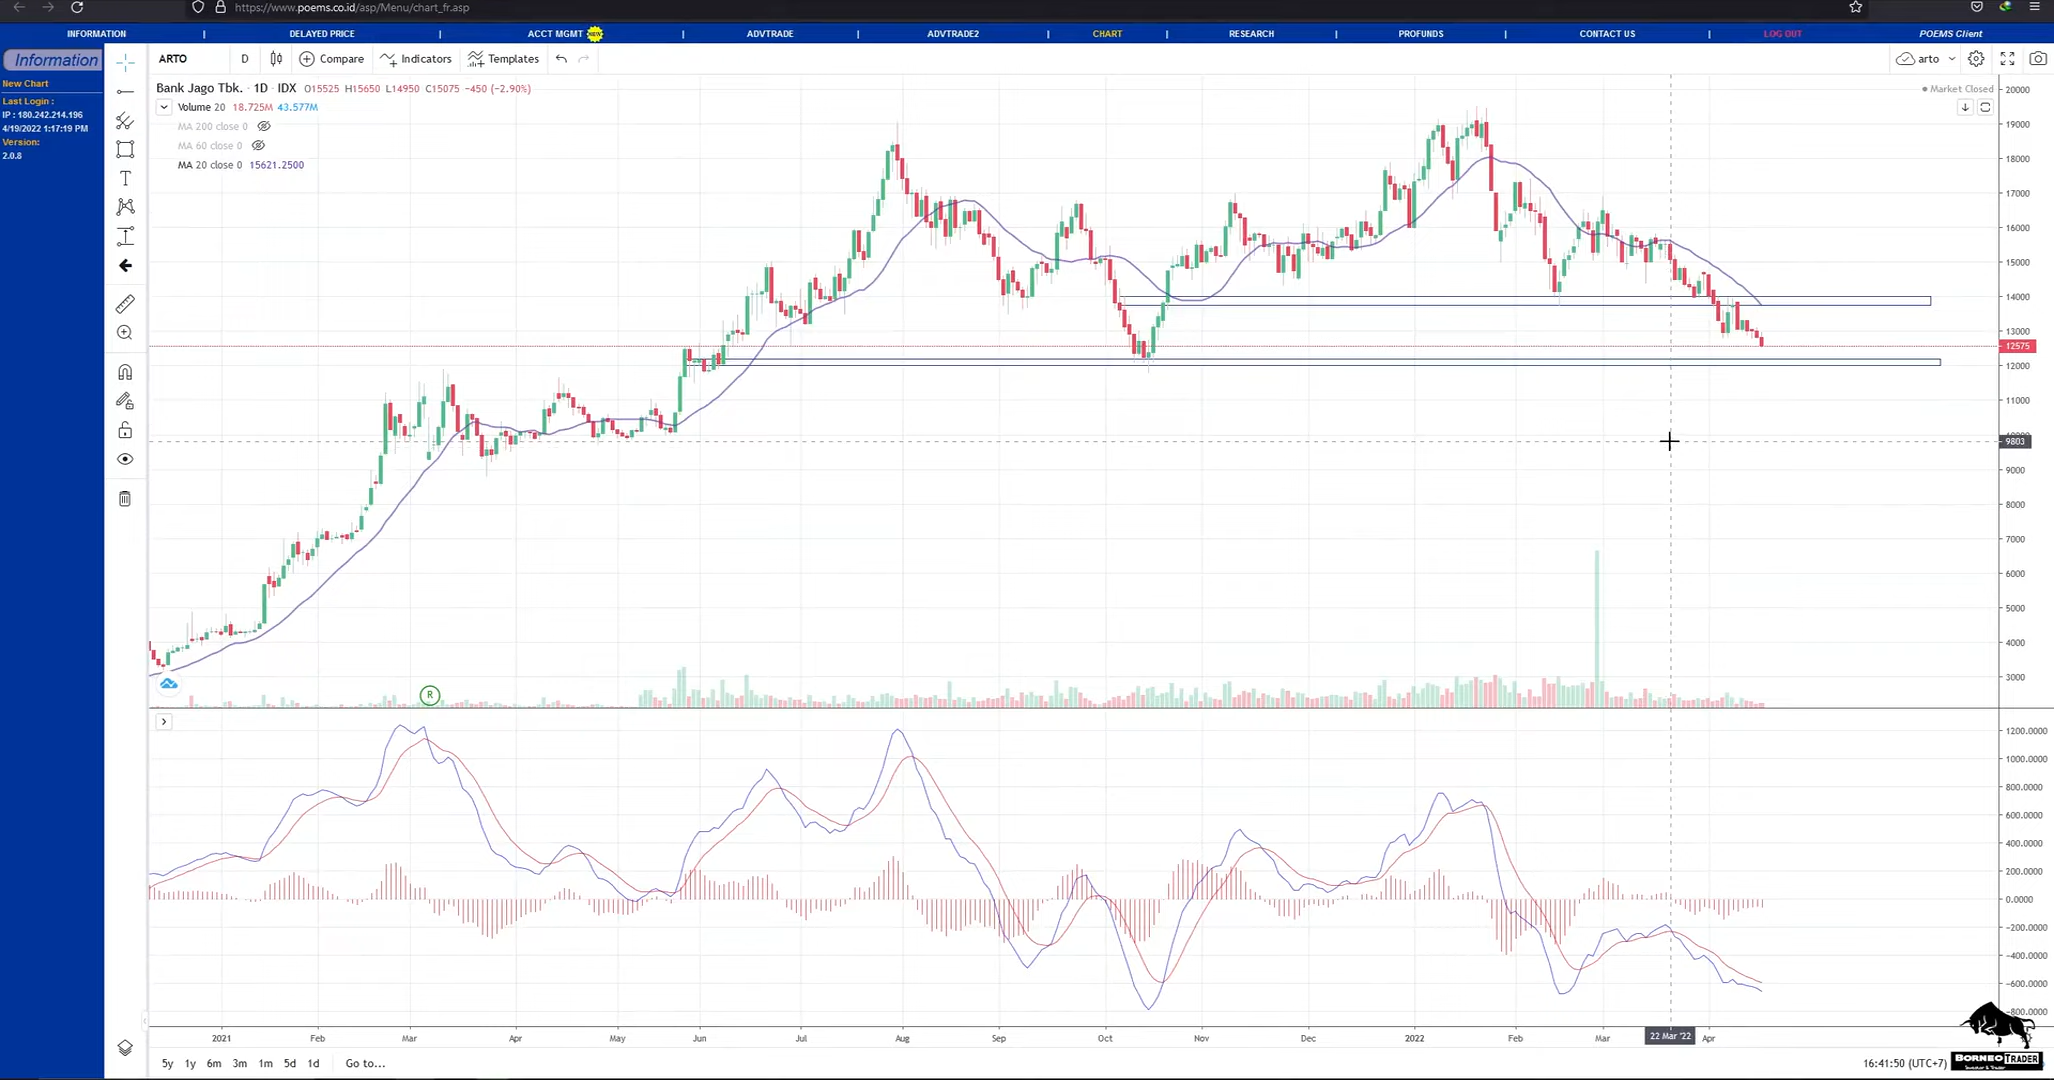 https://www.poems.co.id/asp/Menu/chart_fr.asp
INFORMATION | DELAYED PRICE | ACCT MGMT NEW | ADVTRADE | ADVTRADE2 | CHART | RESEARCH | PROFUNDS | CONTACT US | LOG OUT POEMS Client
Information
New Chart
Last Login :
IP : 180.242.214.196
4/19/2022 1:17:19 PM
Version:
2.0.8
ARTO D Compare Indicators Templates arto
Bank Jago Tbk. · 1D · IDX O15525 H15650 L14950 C15075 −450 (−2.90%)
Market Closed
Volume 20 18.725M 43.577M
MA 200 close 0
MA 60 close 0
MA 20 close 0 15621.2500
20000
19000
18000
17000
16000
15000
14000
13000
12575
12000
11000
9803
9000
8000
7000
6000
5000
4000
3000
R
1200.0000
1000.0000
800.0000
600.0000
400.0000
200.0000
0.0000
−200.0000
−400.0000
−600.0000
−800.0000
2021 Feb Mar Apr May Jun Jul Aug Sep Oct Nov Dec 2022 Feb Mar 22 Mar '22 Apr
5y 1y 6m 3m 1m 5d 1d Go to...
16:41:50 (UTC+7)
BORNEO TRADER
Investor & Trader